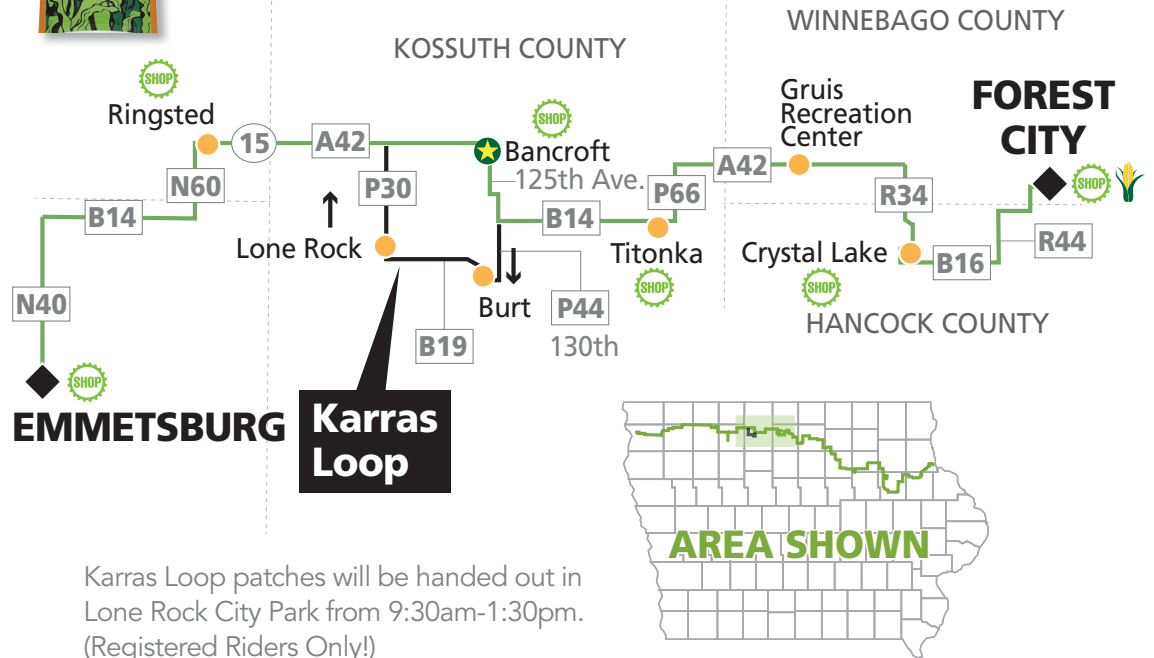 WINNEBAGO COUNTY
KOSSUTH COUNTY
SHOP
Ringsted
15
A42
N60
B14
N40
SHOP
EMMETSBURG
P30
Lone Rock
B19
Karras
Loop
SHOP
Bancroft
125th Ave.
B14
Burt
P44
130th
P66
Titonka
SHOP
A42
Gruis
Recreation
Center
R34
Crystal Lake
SHOP
B16
R44
FOREST
CITY
SHOP
HANCOCK COUNTY
AREA SHOWN
Karras Loop patches will be handed out in
Lone Rock City Park from 9:30am-1:30pm.
(Registered Riders Only!)